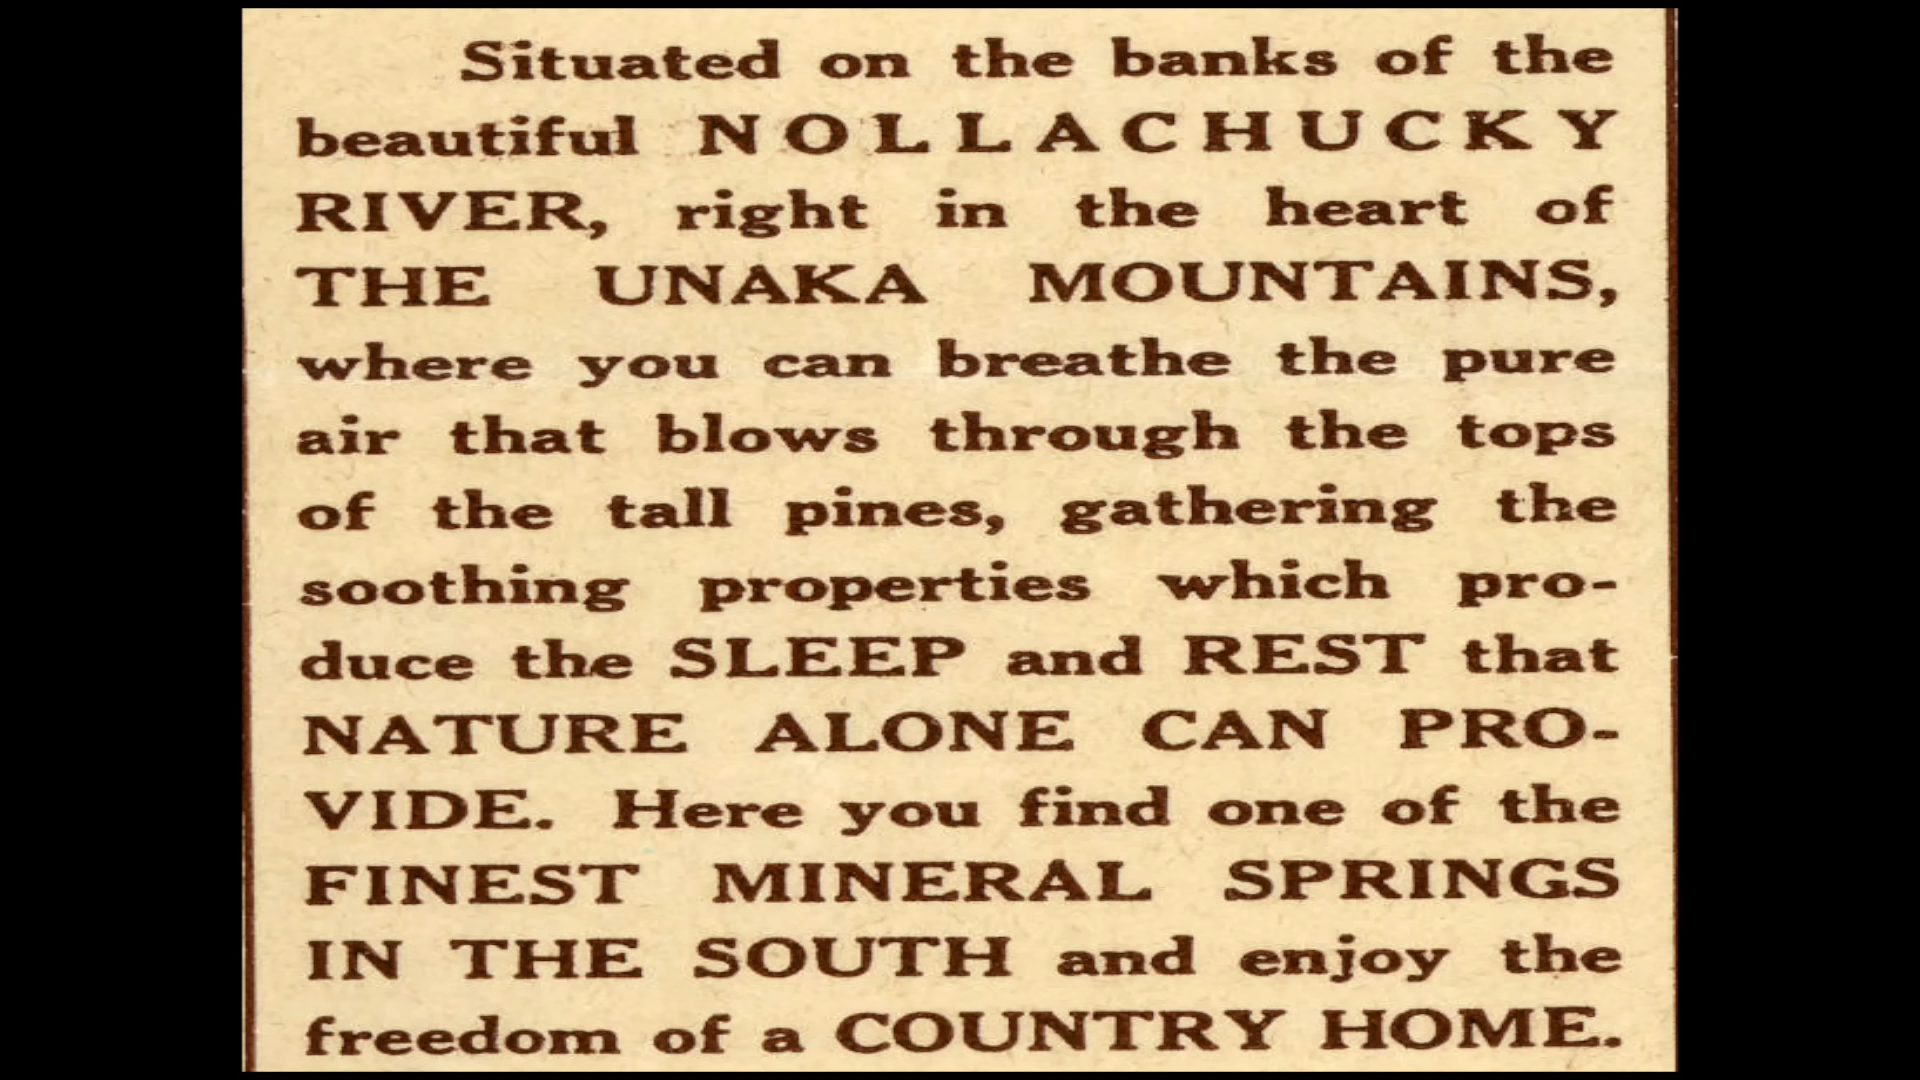 Situated on the banks of the
beautiful NOLLACHUCKY
RIVER, right in the heart of
THE UNAKA MOUNTAINS,
where you can breathe the pure
air that blows through the tops
of the tall pines, gathering the
soothing properties which pro-
duce the SLEEP and REST that
NATURE ALONE CAN PRO-
VIDE. Here you find one of the
FINEST MINERAL SPRINGS
IN THE SOUTH and enjoy the
freedom of a COUNTRY HOME.